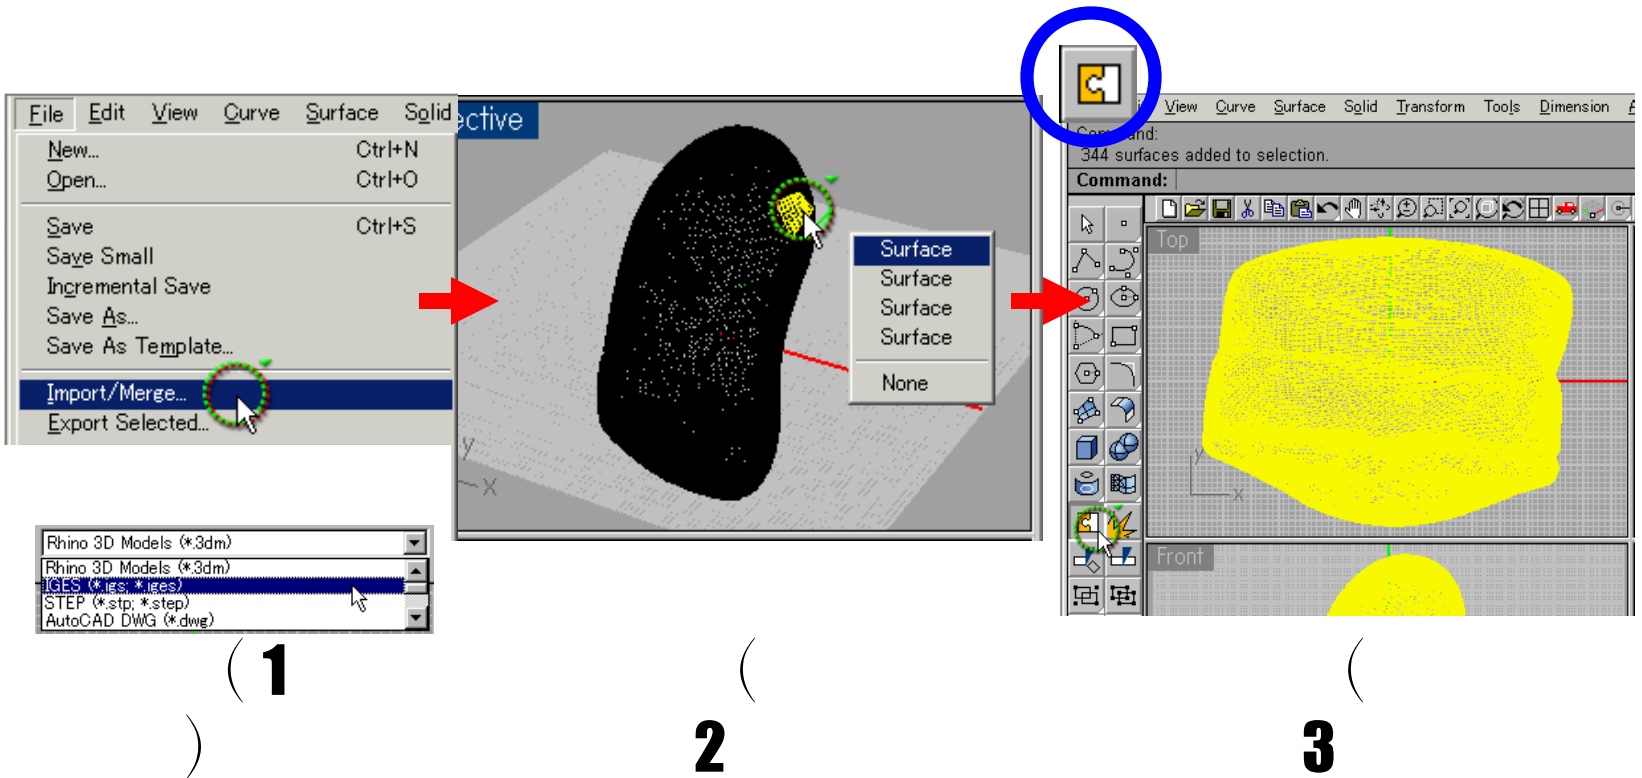 File Edit View Curve Surface Solid
New... Ctrl+N
Open... Ctrl+O
Save Ctrl+S
Save Small
Incremental Save
Save As...
Save As Template...
Import/Merge...
Export Selected...
Rhino 3D Models (*.3dm)
Rhino 3D Models (*.3dm)
IGES (*.igs; *.iges)
STEP (*.stp; *.step)
AutoCAD DWG (*.dwg)
(1
)
ective
Surface
Surface
Surface
Surface
None
y
x
(
2
View Curve Surface Solid Transform Tools Dimension
Command:
344 surfaces added to selection.
Command:
Top
y
x
Front
(
3